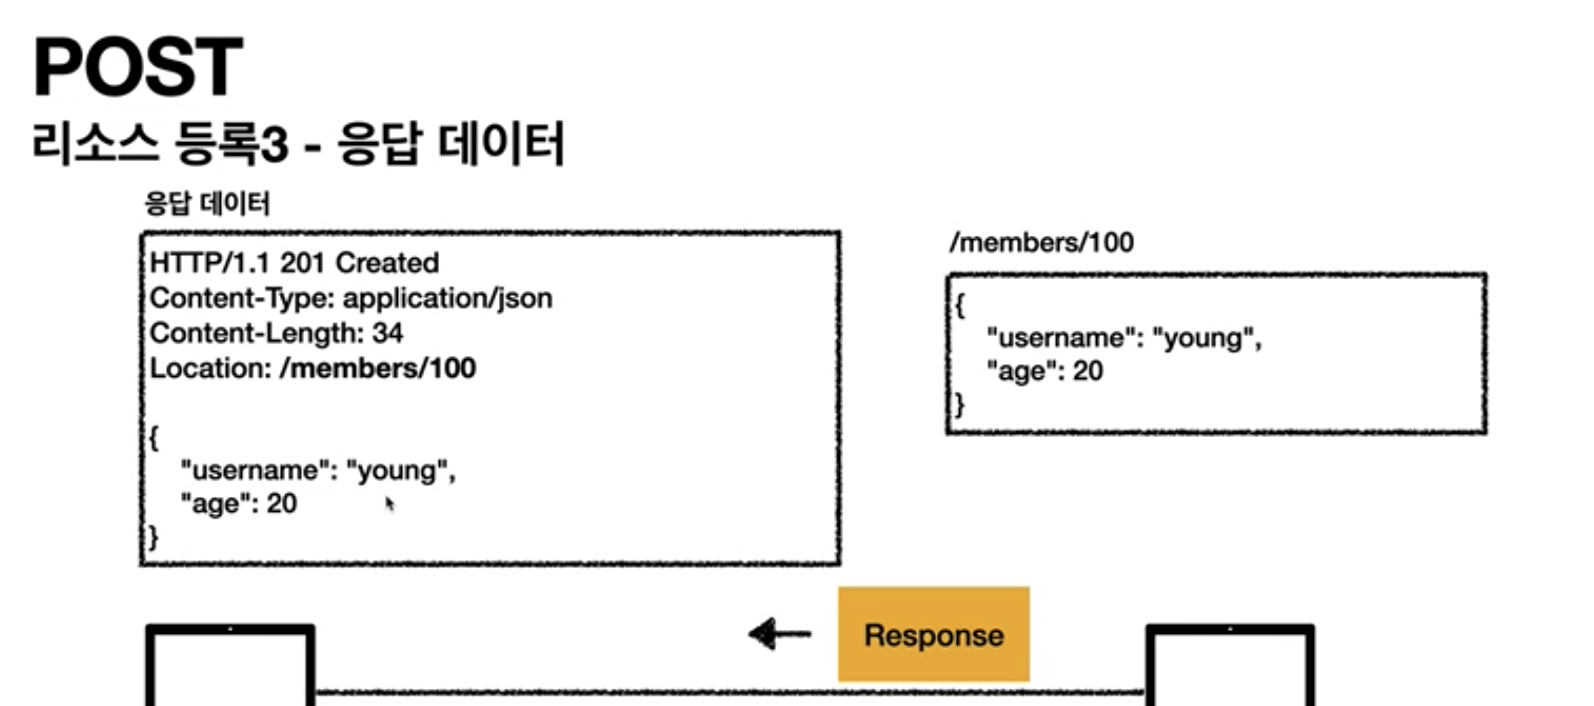 POST
리소스 등록3 - 응답 데이터
응답 데이터
HTTP/1.1 201 Created
Content-Type: application/json
Content-Length: 34
Location: /members/100
{
"username": "young",
"age": 20
}
/members/100
{
"username": "young",
"age": 20
}
Response